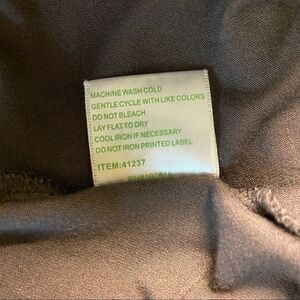 MACHINE WASH COLD
GENTLE CYCLE WITH LIKE COLORS
DO NOT BLEACH
LAY FLAT TO DRY
COOL IRON IF NECESSARY
DO NOT IRON PRINTED LABEL
ITEM:41237